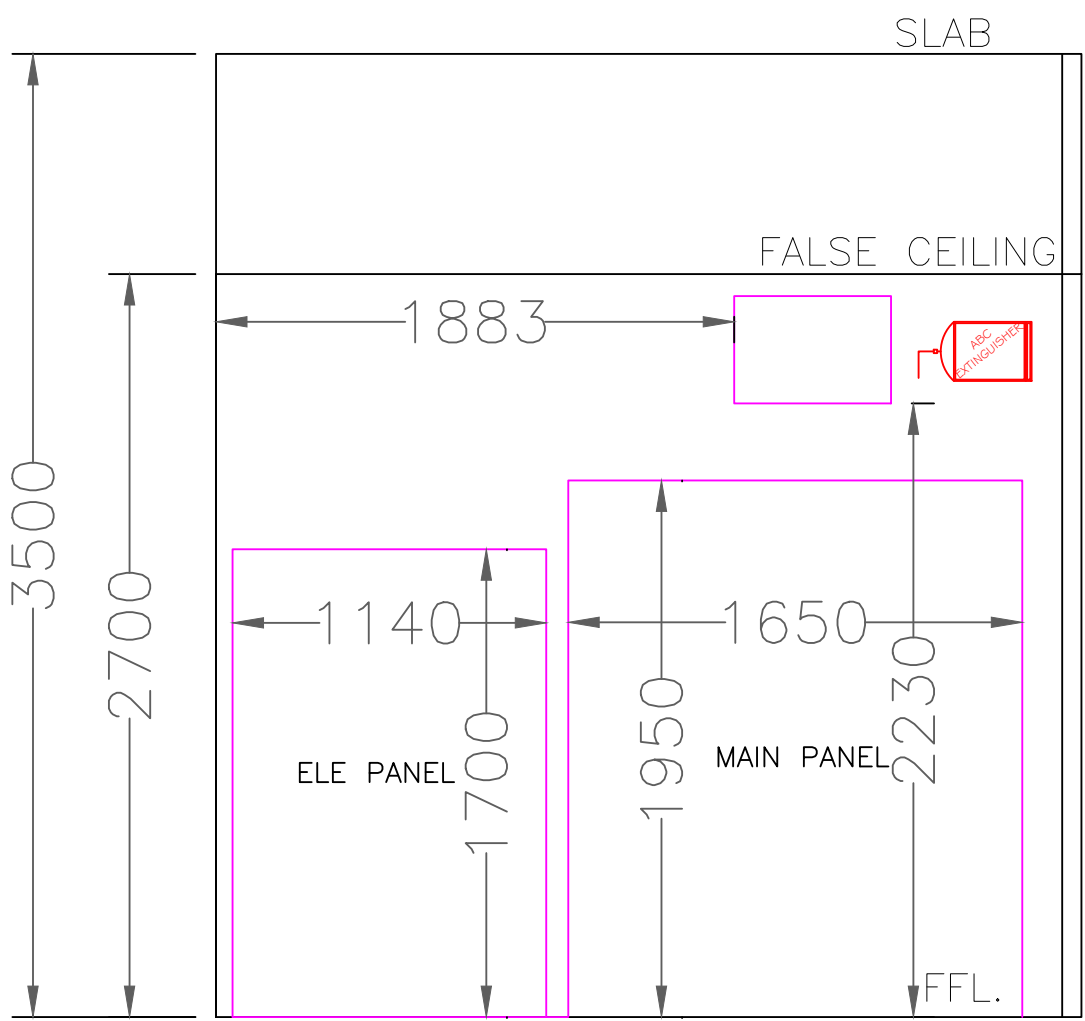 SLAB
FALSE CEILING
1883
ABC
EXTINGUISHER
3500
2700
1140
1650
1700
1950
2230
ELE PANEL
MAIN PANEL
FFL.